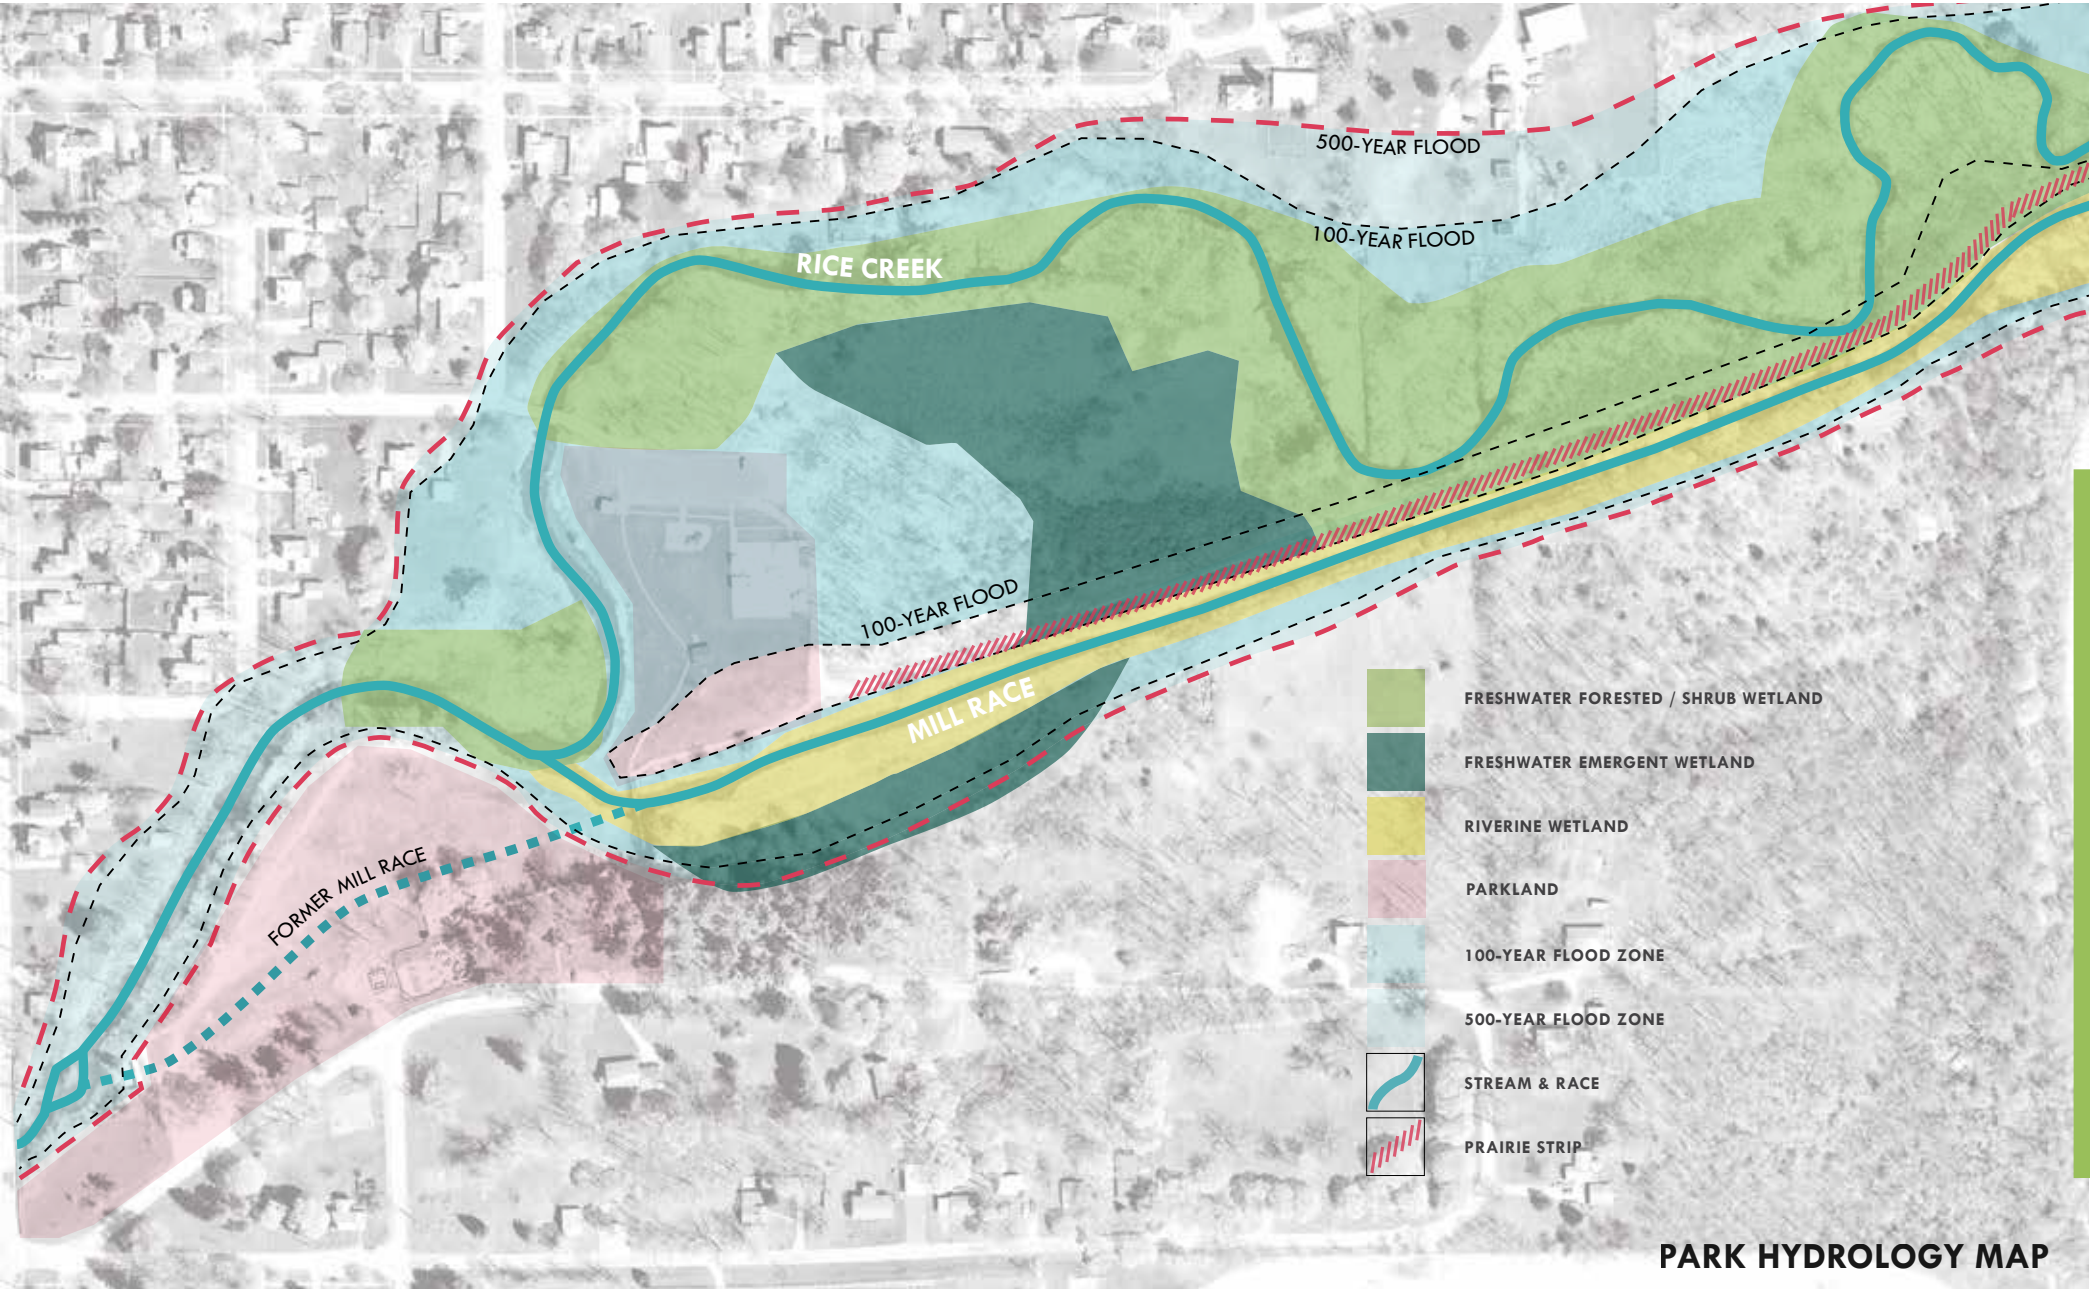 500-YEAR FLOOD
100-YEAR FLOOD
RICE CREEK
100-YEAR FLOOD
MILL RACE
FORMER MILL RACE
FRESHWATER FORESTED / SHRUB WETLAND
FRESHWATER EMERGENT WETLAND
RIVERINE WETLAND
PARKLAND
100-YEAR FLOOD ZONE
500-YEAR FLOOD ZONE
STREAM & RACE
PRAIRIE STRIP
PARK HYDROLOGY MAP